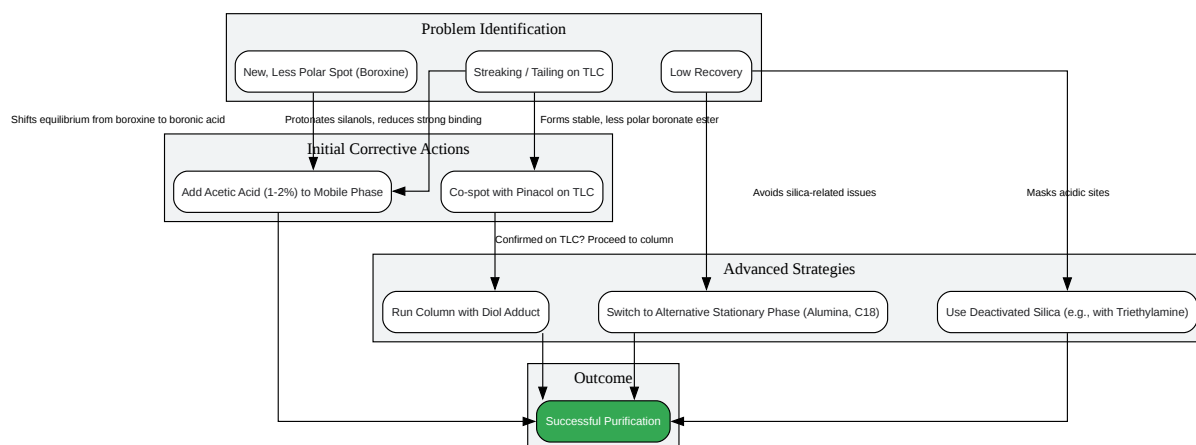 Problem Identification
New, Less Polar Spot (Boroxine)
Streaking / Tailing on TLC
Low Recovery
Shifts equilibrium from boroxine to boronic acid
Protonates silanols, reduces strong binding
Forms stable, less polar boronate ester
Initial Corrective Actions
Add Acetic Acid (1-2%) to Mobile Phase
Co-spot with Pinacol on TLC
Avoids silica-related issues
Masks acidic sites
Confirmed on TLC? Proceed to column
Advanced Strategies
Run Column with Diol Adduct
Switch to Alternative Stationary Phase (Alumina, C18)
Use Deactivated Silica (e.g., with Triethylamine)
Outcome
Successful Purification